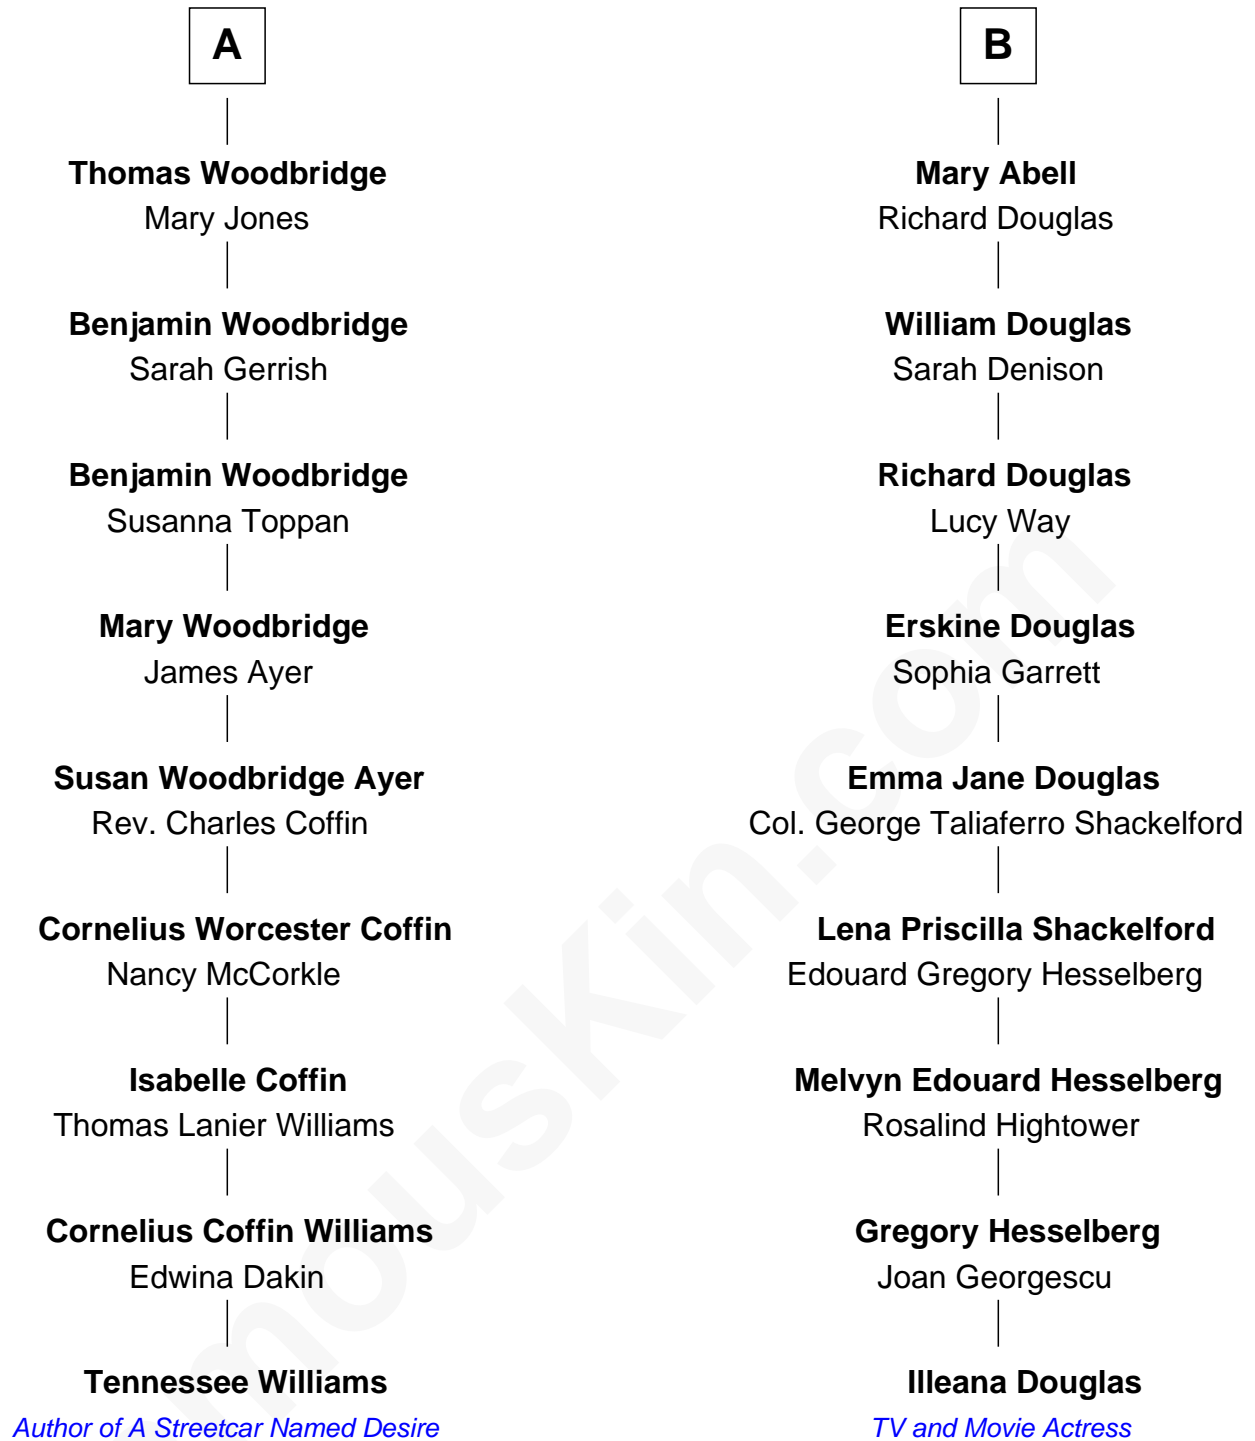 A
Thomas Woodbridge
Mary Jones
Benjamin Woodbridge
Sarah Gerrish
Benjamin Woodbridge
Susanna Toppan
Mary Woodbridge
James Ayer
Susan Woodbridge Ayer
Rev. Charles Coffin
Cornelius Worcester Coffin
Nancy McCorkle
Isabelle Coffin
Thomas Lanier Williams
Cornelius Coffin Williams
Edwina Dakin
Tennessee Williams
Author of A Streetcar Named Desire
B
Mary Abell
Richard Douglas
William Douglas
Sarah Denison
Richard Douglas
Lucy Way
Erskine Douglas
Sophia Garrett
Emma Jane Douglas
Col. George Taliaferro Shackelford
Lena Priscilla Shackelford
Edouard Gregory Hesselberg
Melvyn Edouard Hesselberg
Rosalind Hightower
Gregory Hesselberg
Joan Georgescu
Illeana Douglas
TV and Movie Actress
mousKin.com